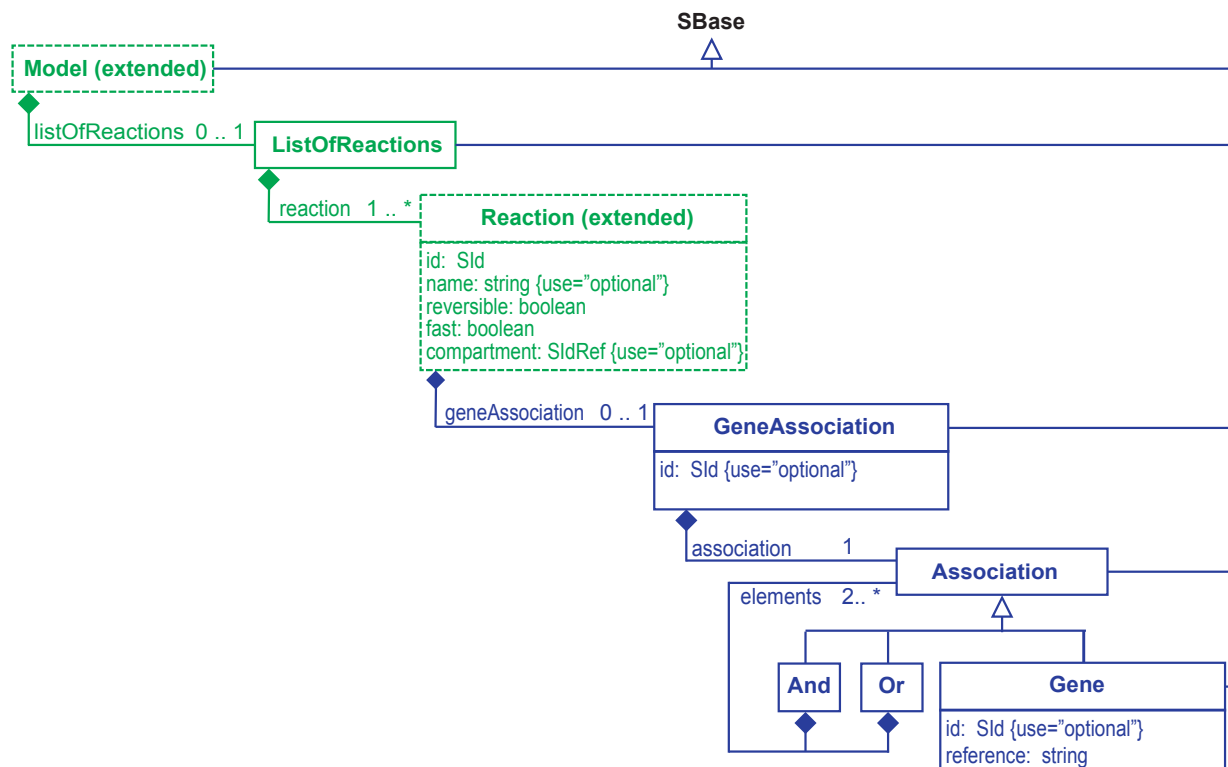 SBase
Model (extended)
listOfReactions 0 .. 1
ListOfReactions
reaction 1 .. *
Reaction (extended)
id: SId
name: string {use=”optional”}
reversible: boolean
fast: boolean
compartment: SIdRef {use=”optional”}
geneAssociation 0 .. 1
GeneAssociation
id: SId {use=”optional”}
association 1
Association
elements 2.. *
And
Or
Gene
id: SId {use=”optional”}
reference: string